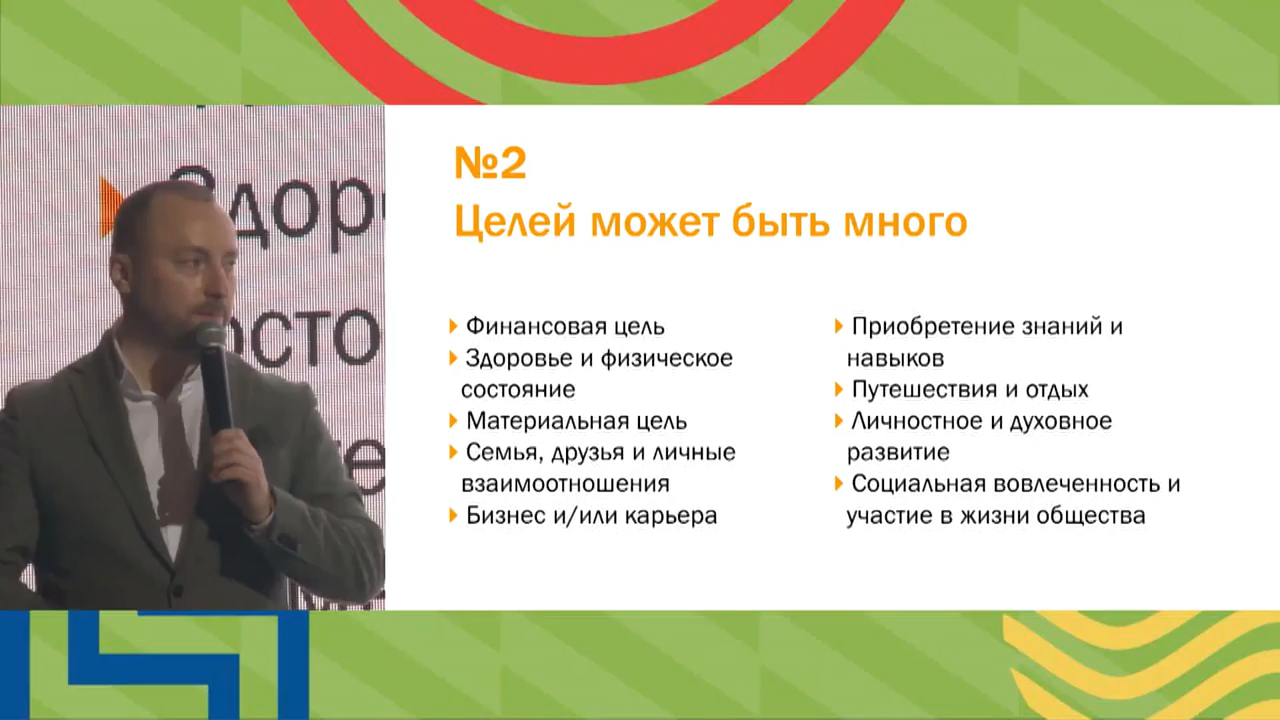 №2
Целей может быть много
Финансовая цель
Здоровье и физическое
состояние
Материальная цель
Семья, друзья и личные
взаимоотношения
Бизнес и/или карьера
Приобретение знаний и
навыков
Путешествия и отдых
Личностное и духовное
развитие
Социальная вовлеченность и
участие в жизни общества